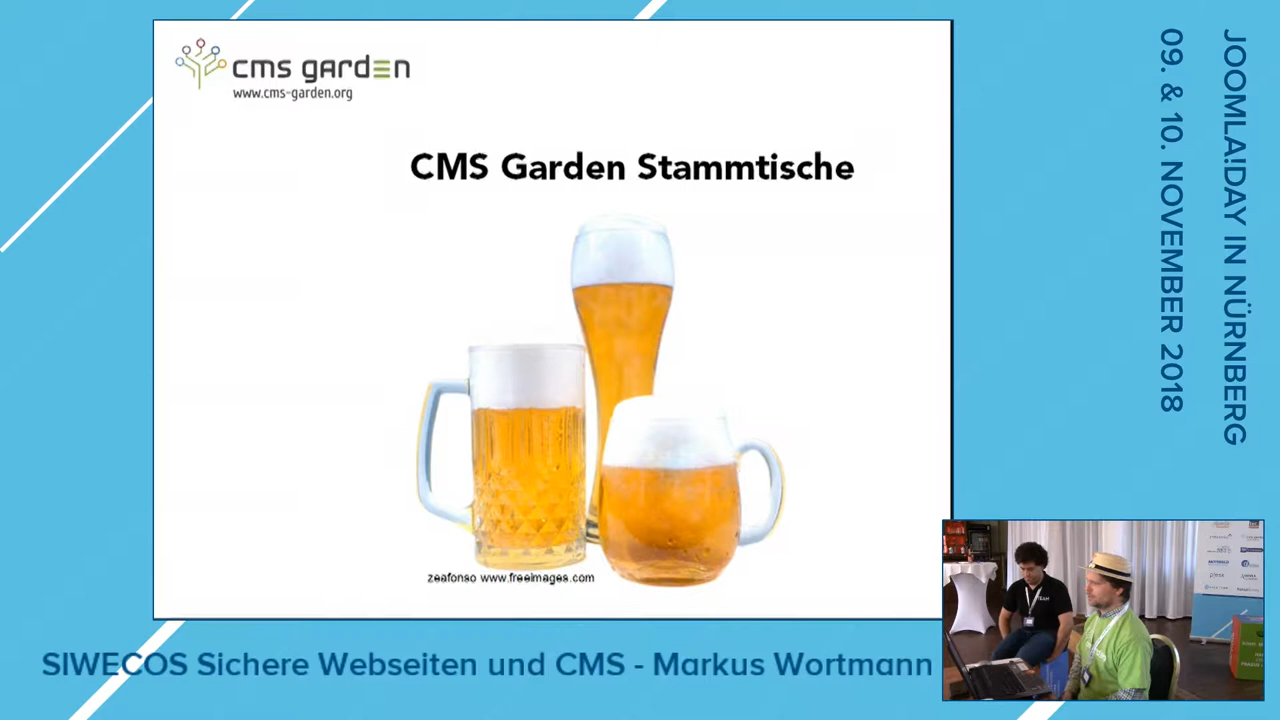 cms garden
www.cms-garden.org
CMS Garden Stammtische
zeafonso www.freeimages.com
JOOMLA!DAY IN NÜRNBERG
09. & 10. NOVEMBER 2018
SIWECOS Sichere Webseiten und CMS - Markus Wortmann
TEAM